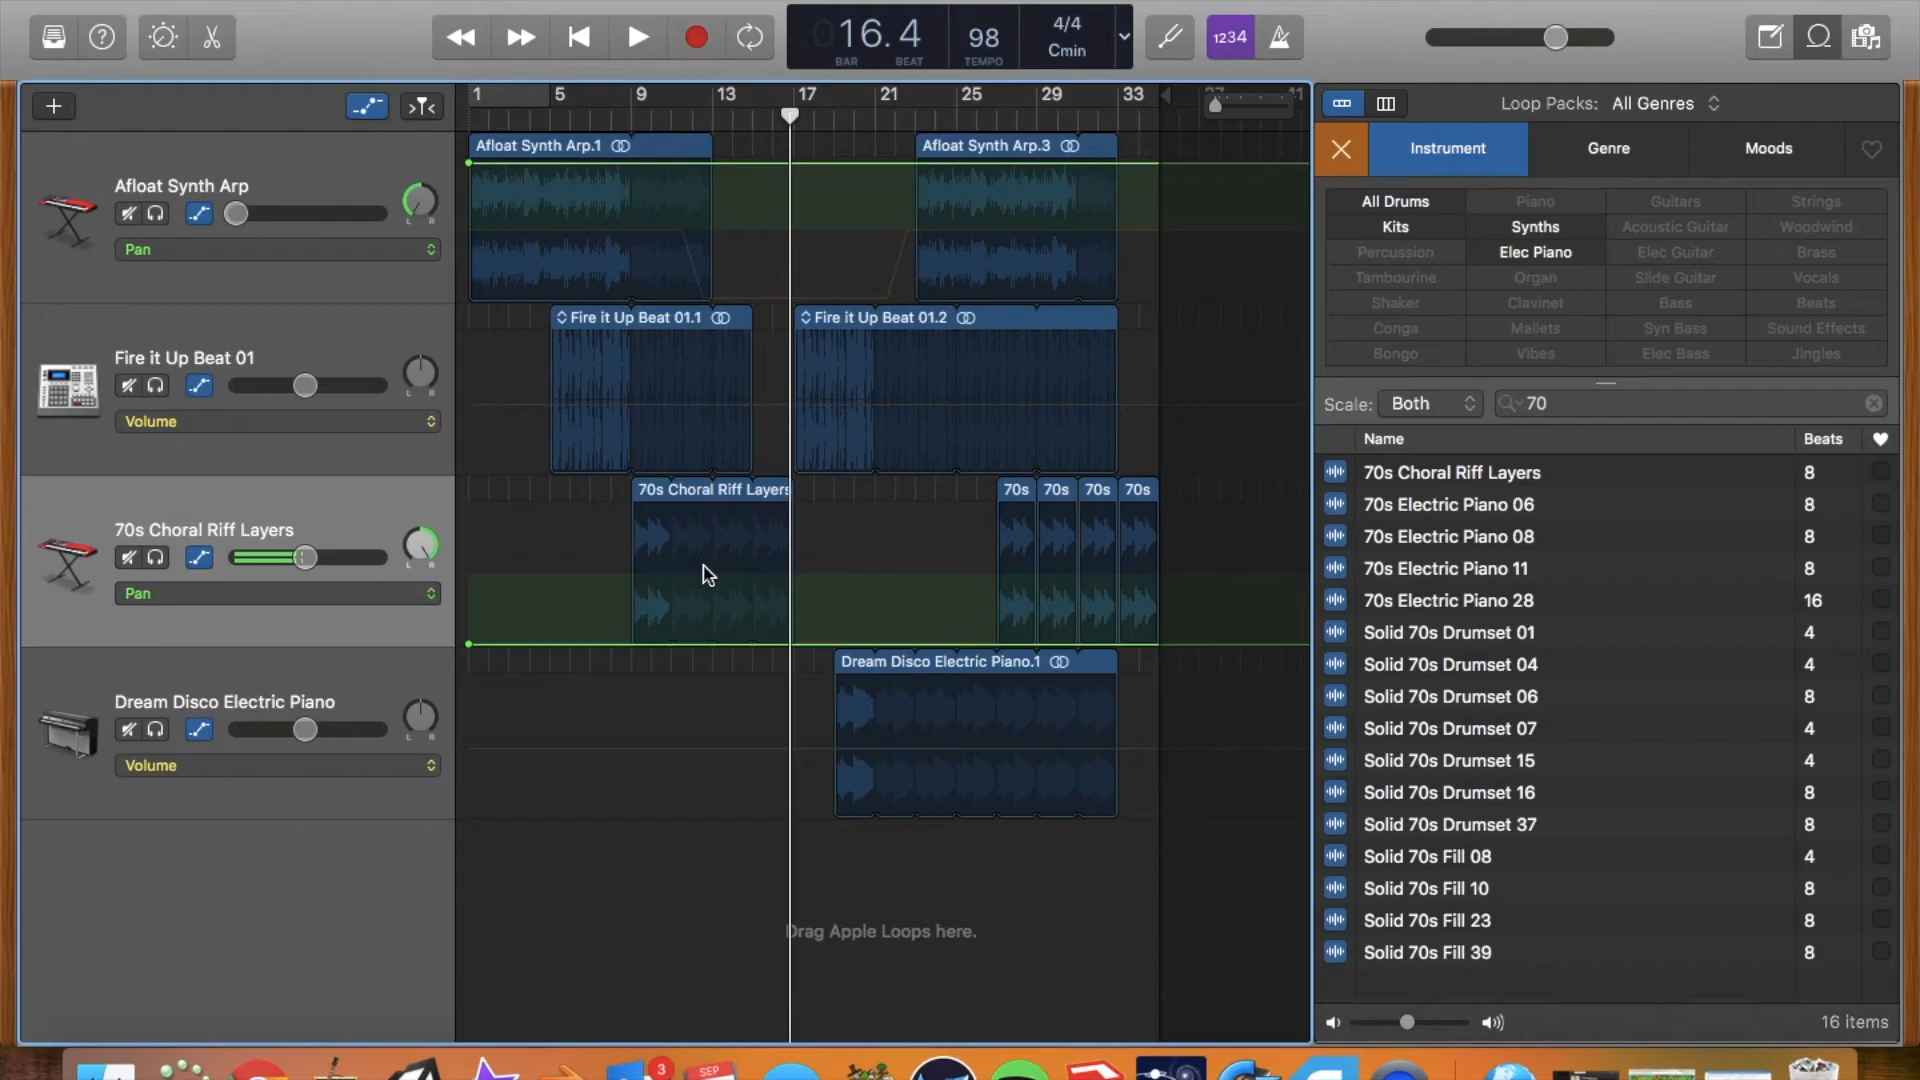 16.4
BAR
BEAT
98
TEMPO
4/4
Cmin
1234
1
5
9
13
17
21
25
29
33
Loop Packs: All Genres
Instrument
Genre
Moods
All Drums
Piano
Guitars
Strings
Kits
Synths
Acoustic Guitar
Woodwind
Percussion
Elec Piano
Elec Guitar
Brass
Tambourine
Organ
Slide Guitar
Vocals
Shaker
Clavinet
Bass
Beats
Conga
Mallets
Syn Bass
Sound Effects
Bongo
Vibes
Elec Bass
Jingles
Scale: Both
70
Name
Beats
70s Choral Riff Layers 8
70s Electric Piano 06 8
70s Electric Piano 08 8
70s Electric Piano 11 8
70s Electric Piano 28 16
Solid 70s Drumset 01 4
Solid 70s Drumset 04 4
Solid 70s Drumset 06 8
Solid 70s Drumset 07 4
Solid 70s Drumset 15 4
Solid 70s Drumset 16 8
Solid 70s Drumset 37 8
Solid 70s Fill 08 4
Solid 70s Fill 10 8
Solid 70s Fill 23 8
Solid 70s Fill 39 8
16 items
Afloat Synth Arp
L R
Pan
Afloat Synth Arp.1
Afloat Synth Arp.3
Fire it Up Beat 01
L R
Volume
Fire it Up Beat 01.1
Fire it Up Beat 01.2
70s Choral Riff Layers
L R
Pan
70s Choral Riff Layers
70s
70s
70s
70s
Dream Disco Electric Piano
L R
Volume
Dream Disco Electric Piano.1
Drag Apple Loops here.
3
SEP